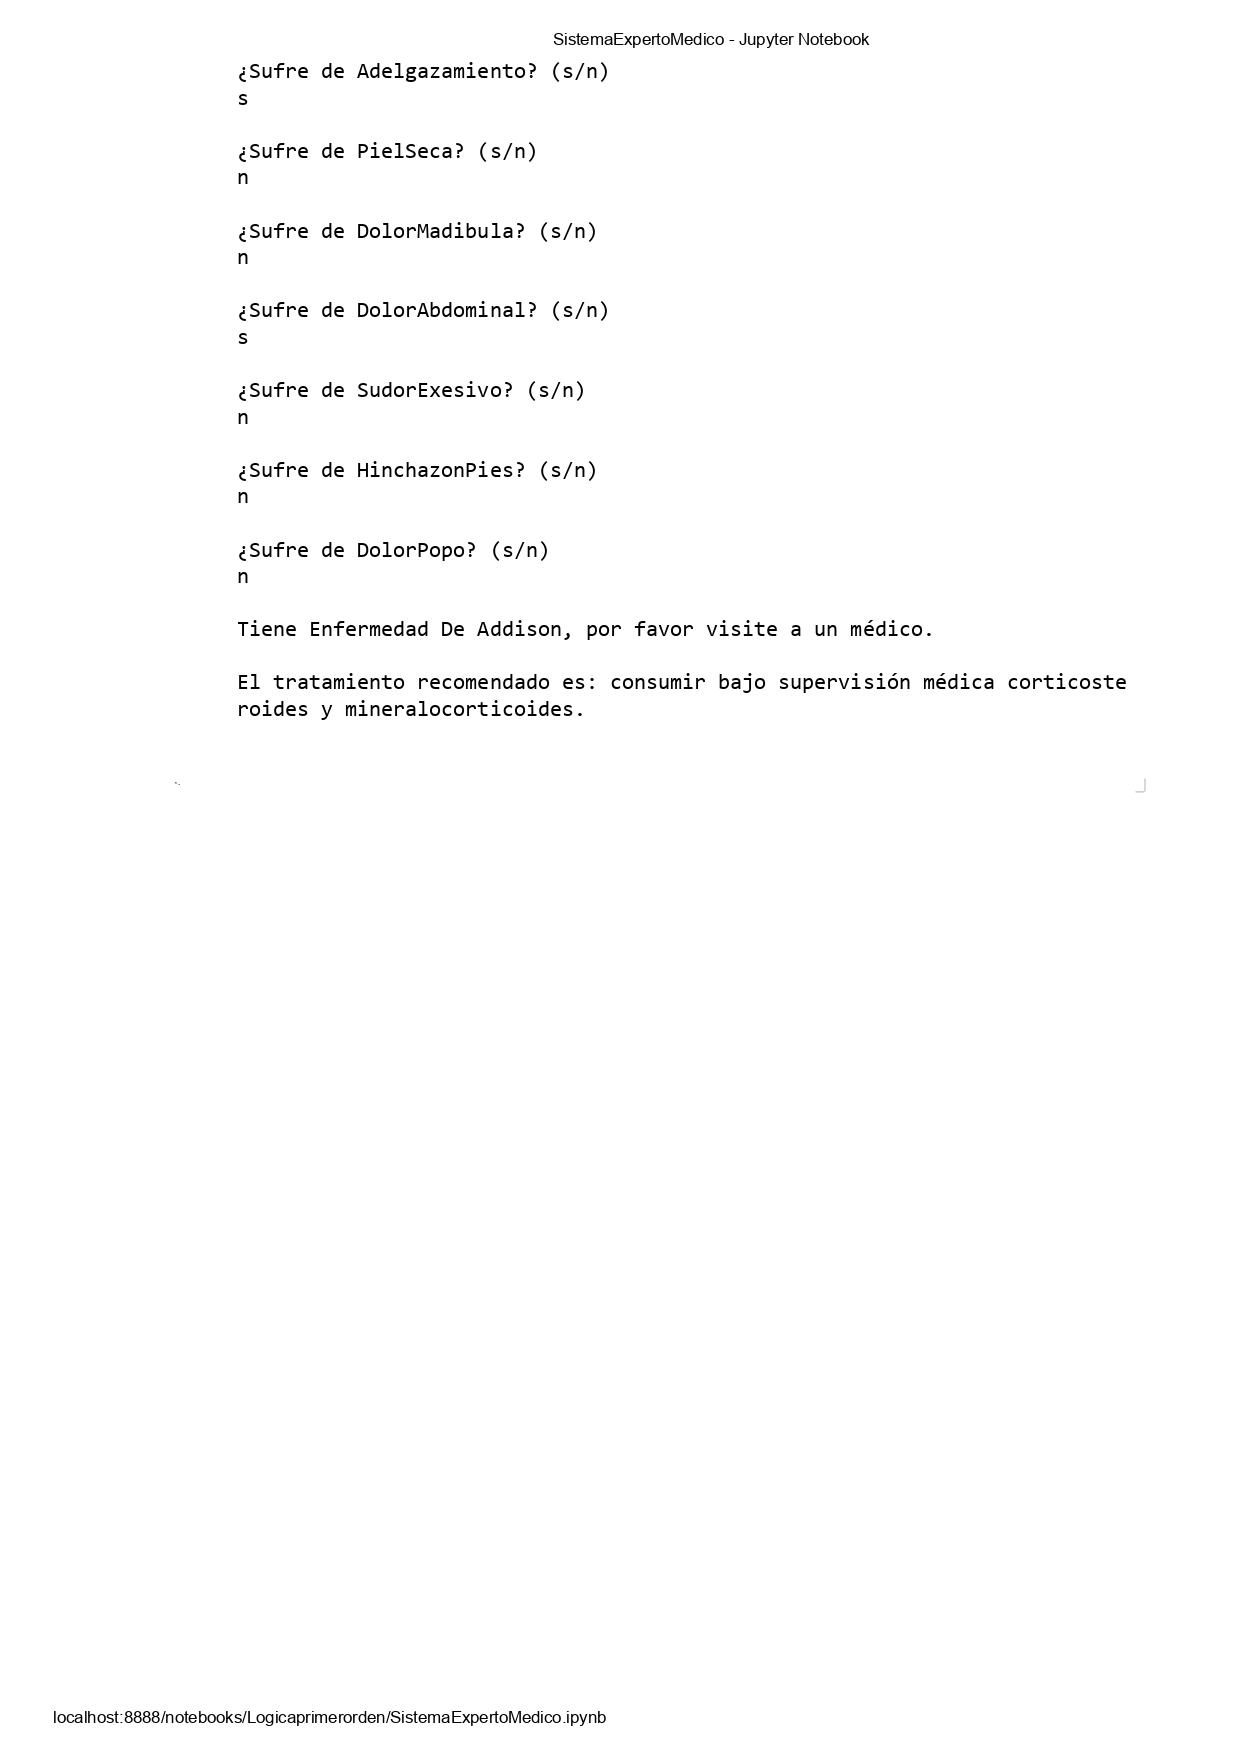 SistemaExpertoMedico - Jupyter Notebook
¿Sufre de Adelgazamiento? (s/n)
s
¿Sufre de PielSeca? (s/n)
n
¿Sufre de DolorMadibula? (s/n)
n
¿Sufre de DolorAbdominal? (s/n)
s
¿Sufre de SudorExesivo? (s/n)
n
¿Sufre de HinchazonPies? (s/n)
n
¿Sufre de DolorPopo? (s/n)
n
Tiene Enfermedad De Addison, por favor visite a un médico.
El tratamiento recomendado es: consumir bajo supervisión médica corticoste
roides y mineralocorticoides.
localhost:8888/notebooks/Logicaprimerorden/SistemaExpertoMedico.ipynb